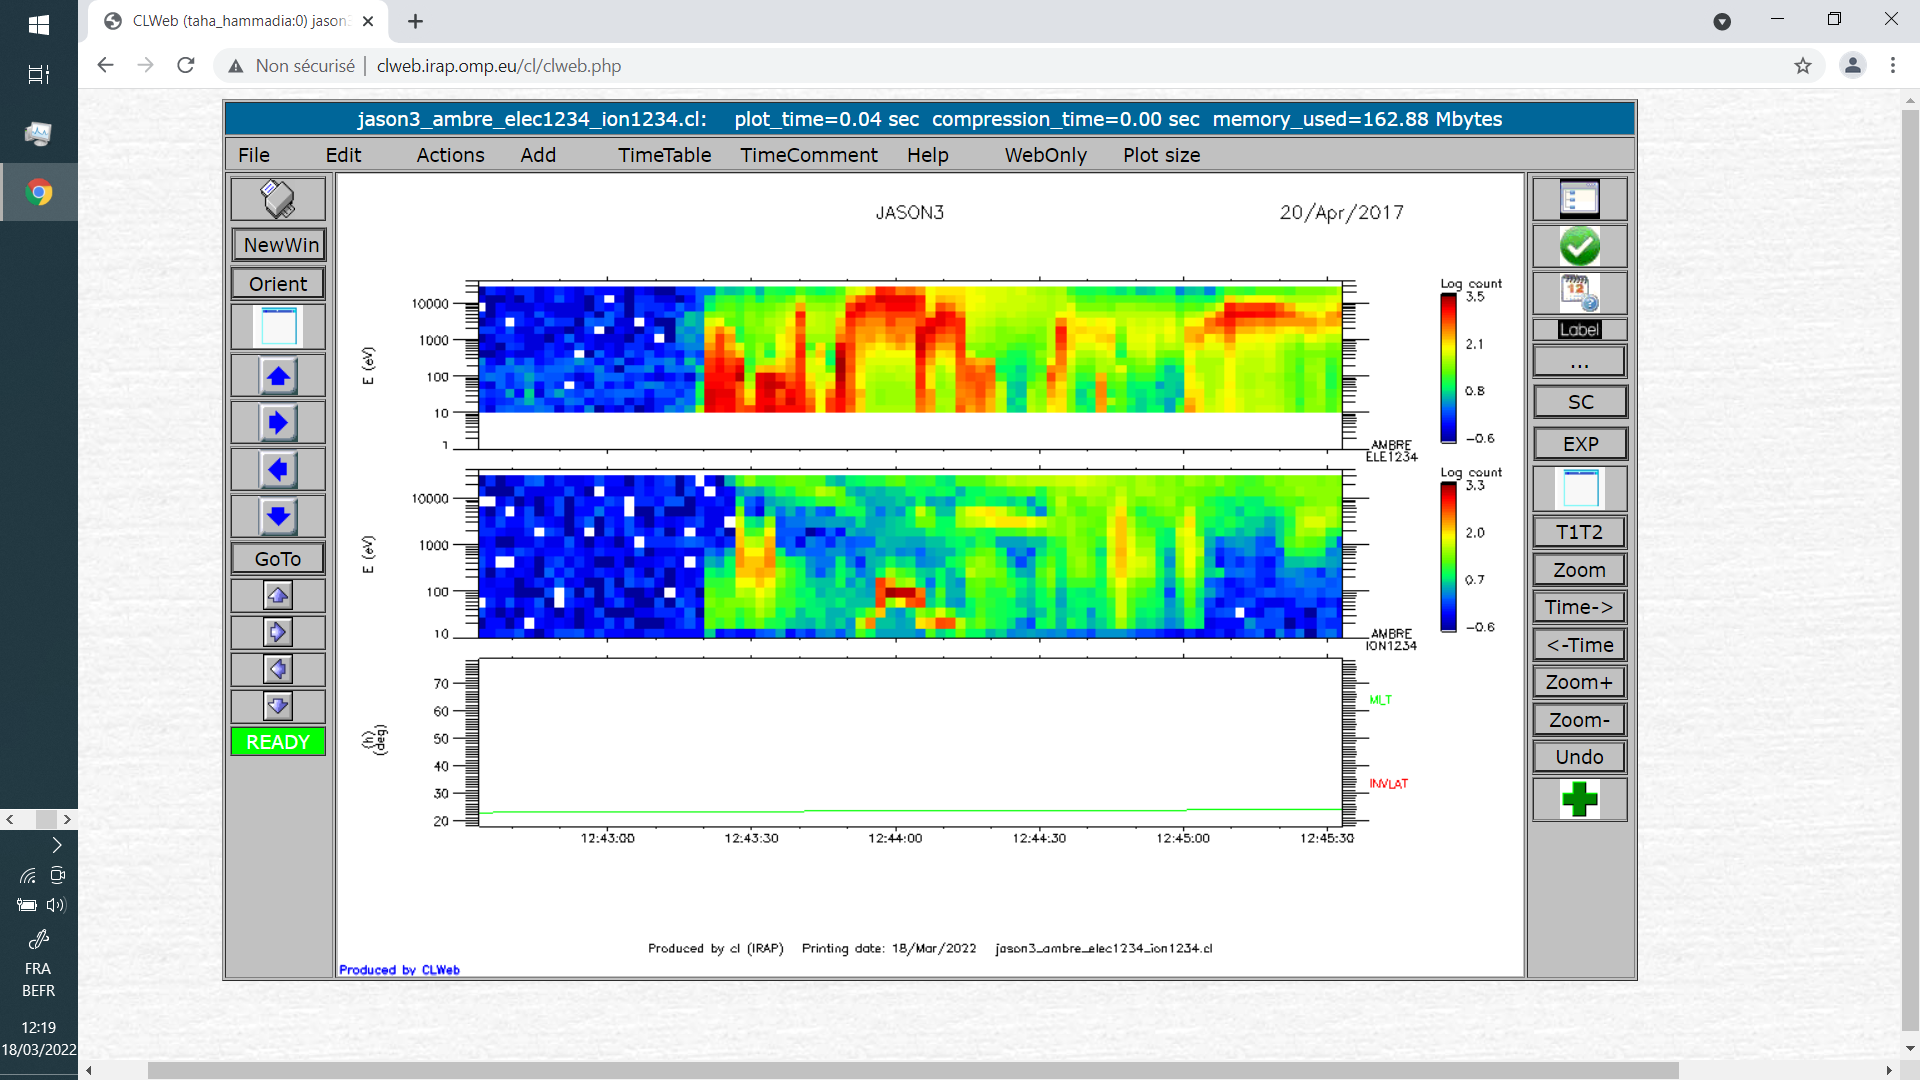 CLWeb (taha_hammadia:0) jason
Non sécurisé | clweb.irap.omp.eu/cl/clweb.php
jason3_ambre_elec1234_ion1234.cl: plot_time=0.04 sec compression_time=0.00 sec memory_used=162.88 Mbytes
File Edit Actions Add TimeTable TimeComment Help WebOnly Plot size
NewWin
Orient
GoTo
READY
JASON3 20/Apr/2017
E (eV)
10000
1000
100
10
1
Log count
3.5
2.1
0.8
-0.6
AMBRE
ELE1234
E (eV)
10000
1000
100
10
Log count
3.3
2.0
0.7
-0.6
AMBRE
ION1234
(h)
(deg)
70
60
50
40
30
20
MLT
INVLAT
12:43:00 12:43:30 12:44:00 12:44:30 12:45:00 12:45:30
Produced by cl (IRAP) Printing date: 18/Mar/2022 jason3_ambre_elec1234_ion1234.cl
Produced by CLWeb
12
Label
...
SC
EXP
T1T2
Zoom
Time->
<-Time
Zoom+
Zoom-
Undo
FRA
BEFR
12:19
18/03/2022